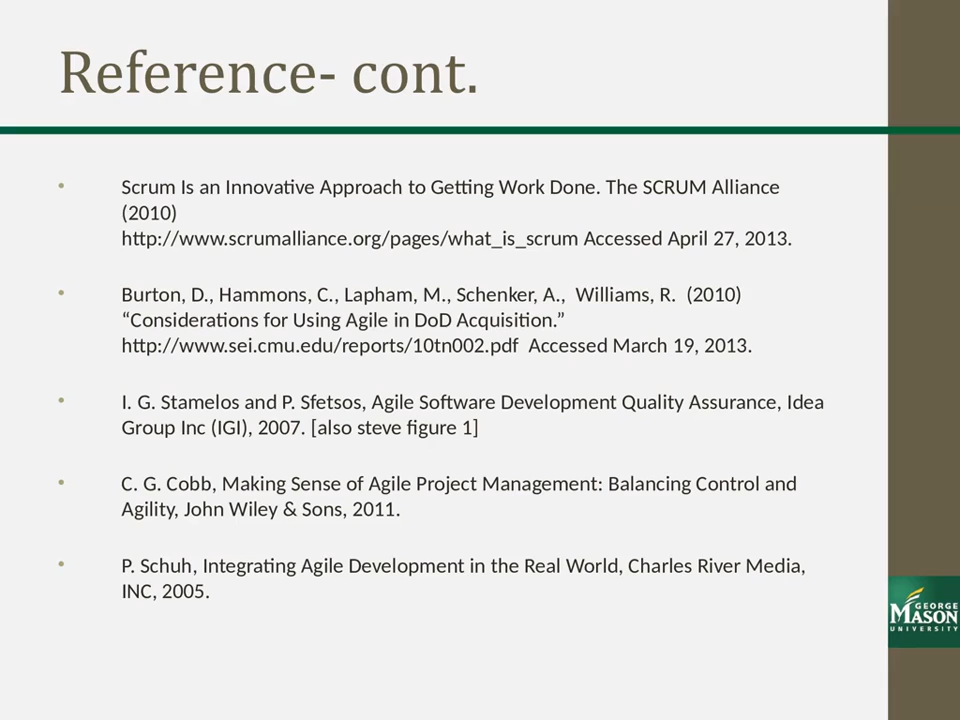 Reference- cont.
• Scrum Is an Innovative Approach to Getting Work Done. The SCRUM Alliance
(2010)
http://www.scrumalliance.org/pages/what_is_scrum Accessed April 27, 2013.
• Burton, D., Hammons, C., Lapham, M., Schenker, A.,  Williams, R.  (2010)
“Considerations for Using Agile in DoD Acquisition.”
http://www.sei.cmu.edu/reports/10tn002.pdf  Accessed March 19, 2013.
• I. G. Stamelos and P. Sfetsos, Agile Software Development Quality Assurance, Idea
Group Inc (IGI), 2007. [also steve figure 1]
• C. G. Cobb, Making Sense of Agile Project Management: Balancing Control and
Agility, John Wiley & Sons, 2011.
• P. Schuh, Integrating Agile Development in the Real World, Charles River Media,
INC, 2005.
GEORGE
MASON
UNIVERSITY